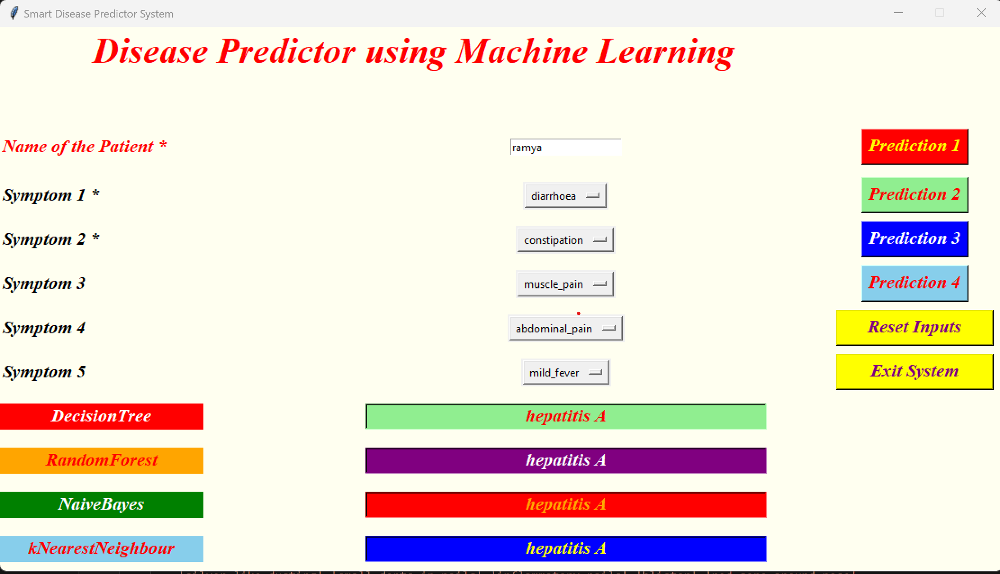 Smart Disease Predictor System
Disease Predictor using Machine Learning
Name of the Patient *
ramya
Prediction 1
Symptom 1 *
diarrhoea
Prediction 2
Symptom 2 *
constipation
Prediction 3
Symptom 3
muscle_pain
Prediction 4
Symptom 4
abdominal_pain
Reset Inputs
Symptom 5
mild_fever
Exit System
DecisionTree
hepatitis A
RandomForest
hepatitis A
NaiveBayes
hepatitis A
kNearestNeighbour
hepatitis A